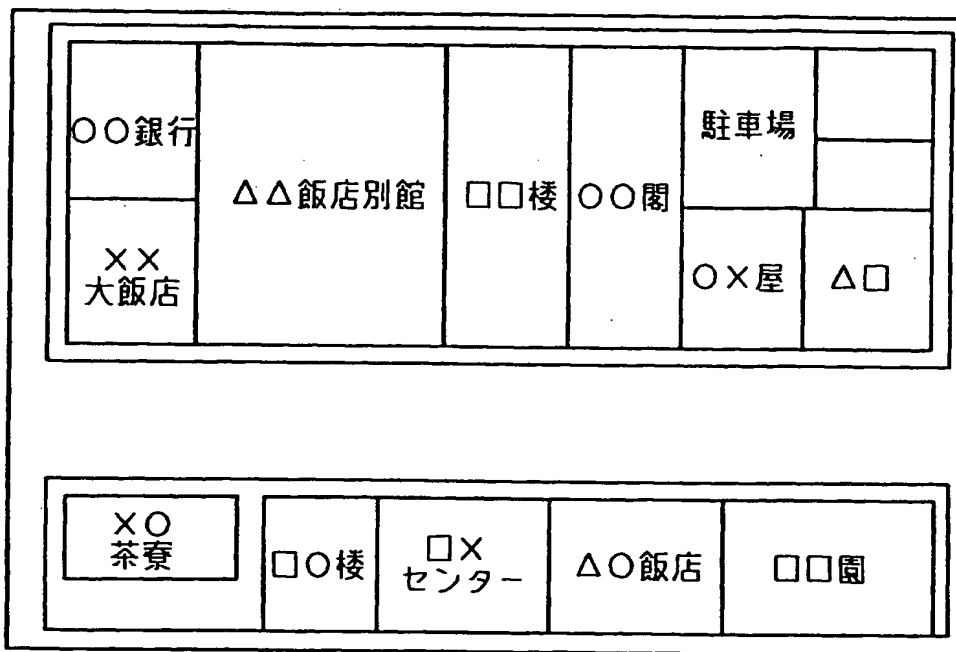 ○○銀行
△△飯店別館
□□楼
○○閣
駐車場
××
大飯店
○×屋
△□
×○
茶寮
□○楼
□×
センター
△○飯店
□□園